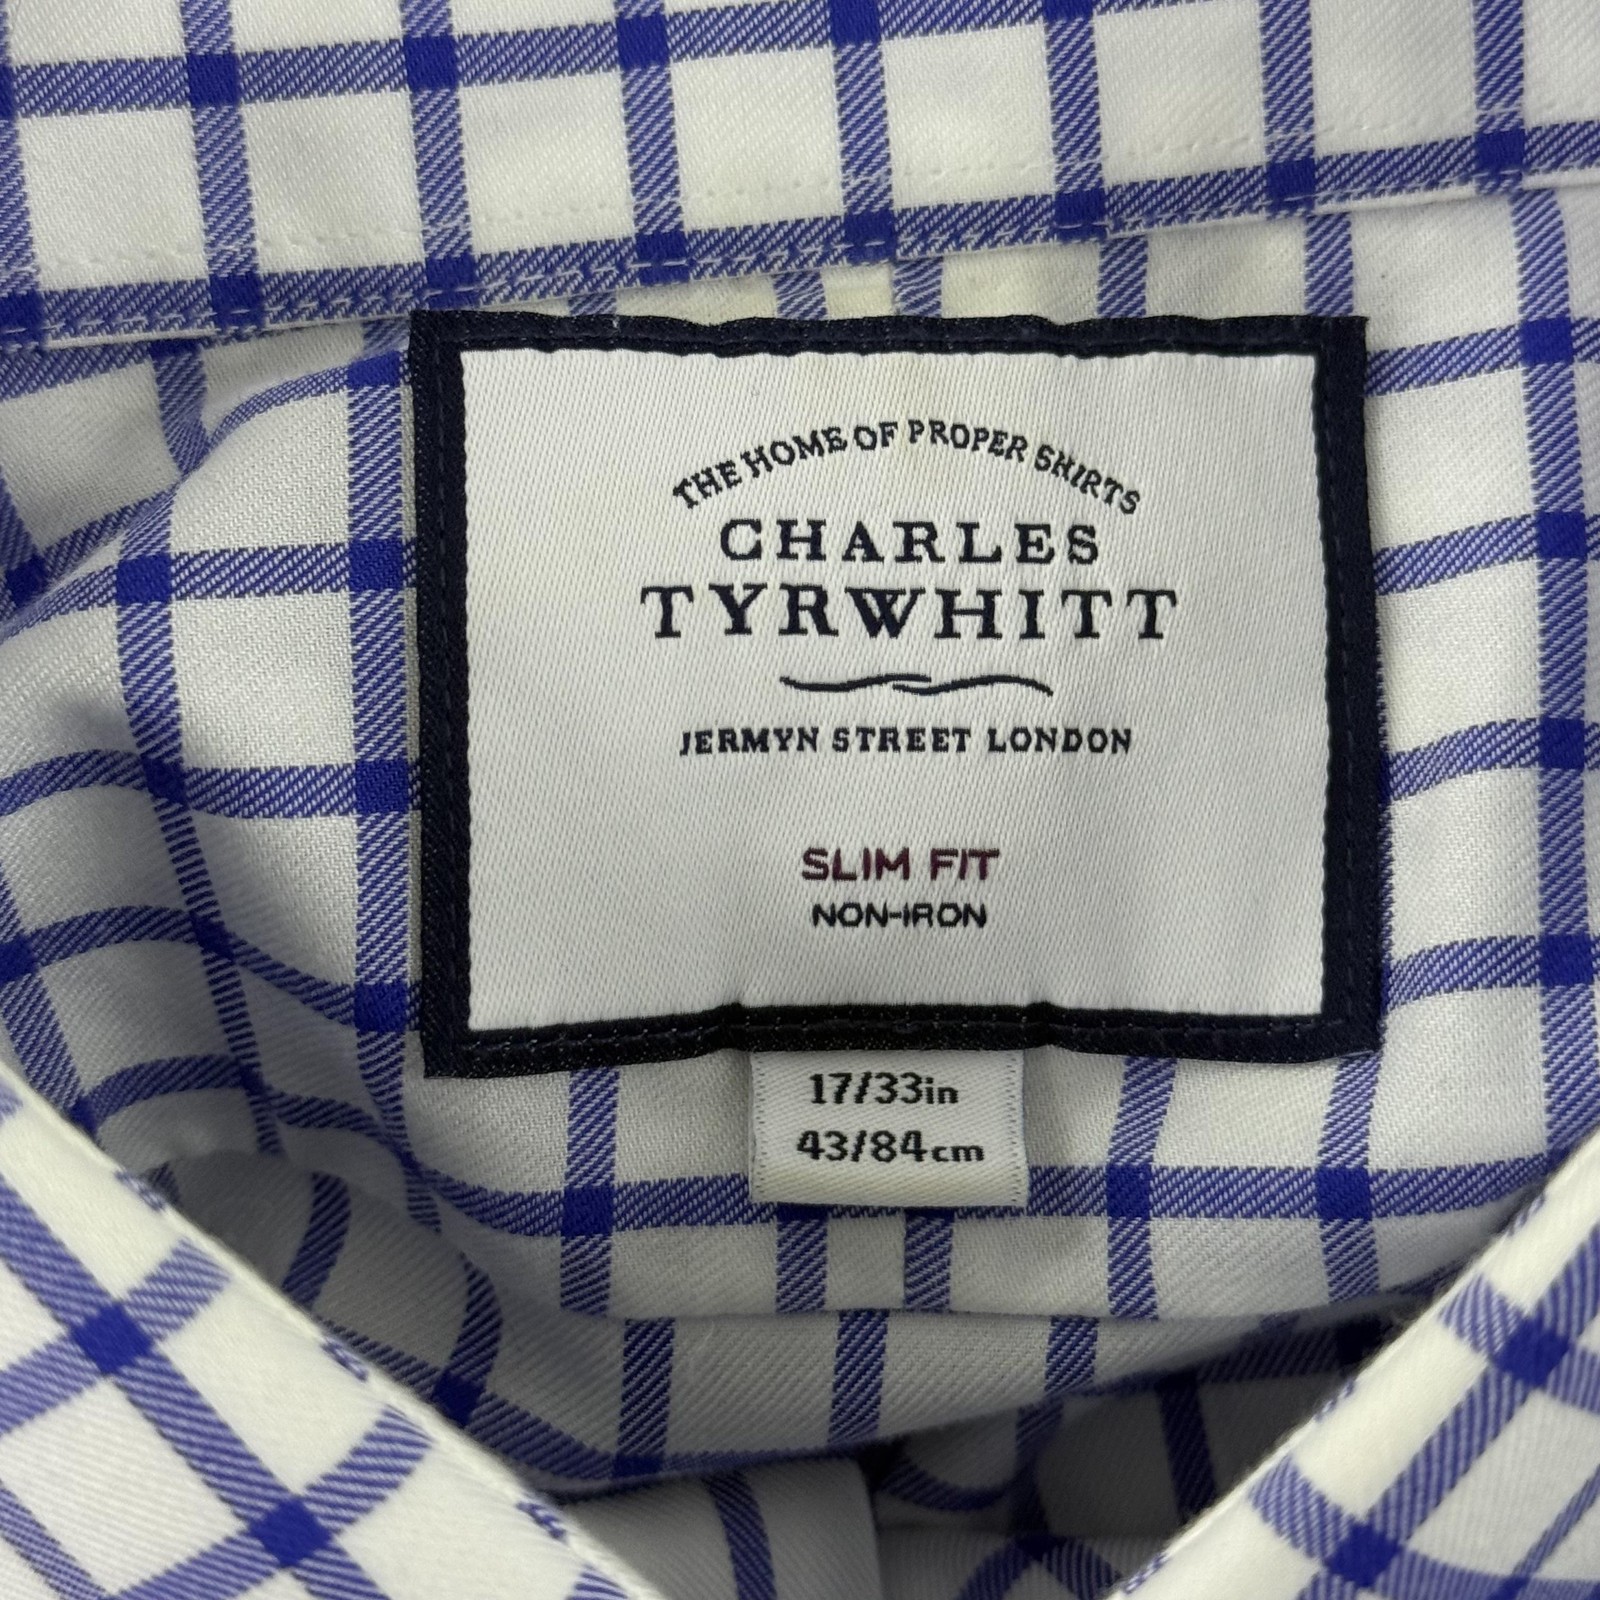 THE HOME OF PROPER SHIRTS
CHARLES
TYRWHITT
JERMYN STREET LONDON
SLIM FIT
NON-IRON
17/33in
43/84cm